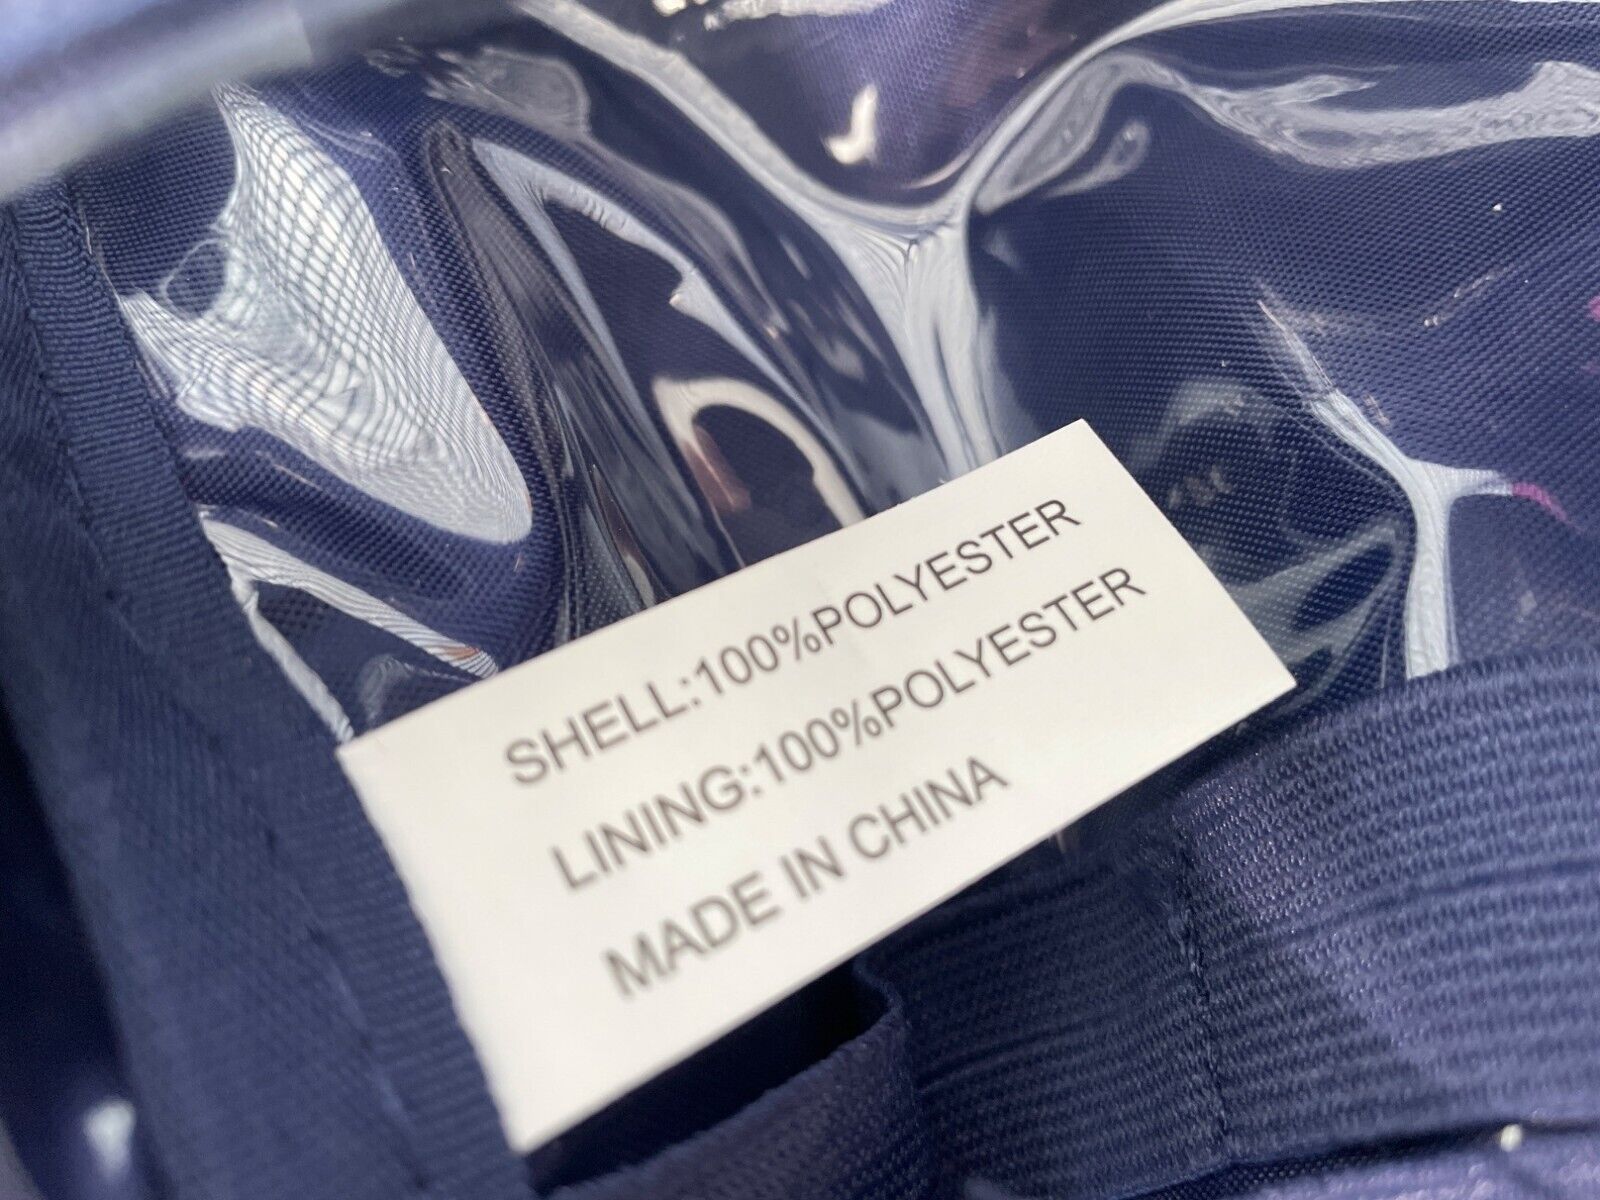 SHELL:100%POLYESTER
LINING:100%POLYESTER
MADE IN CHINA